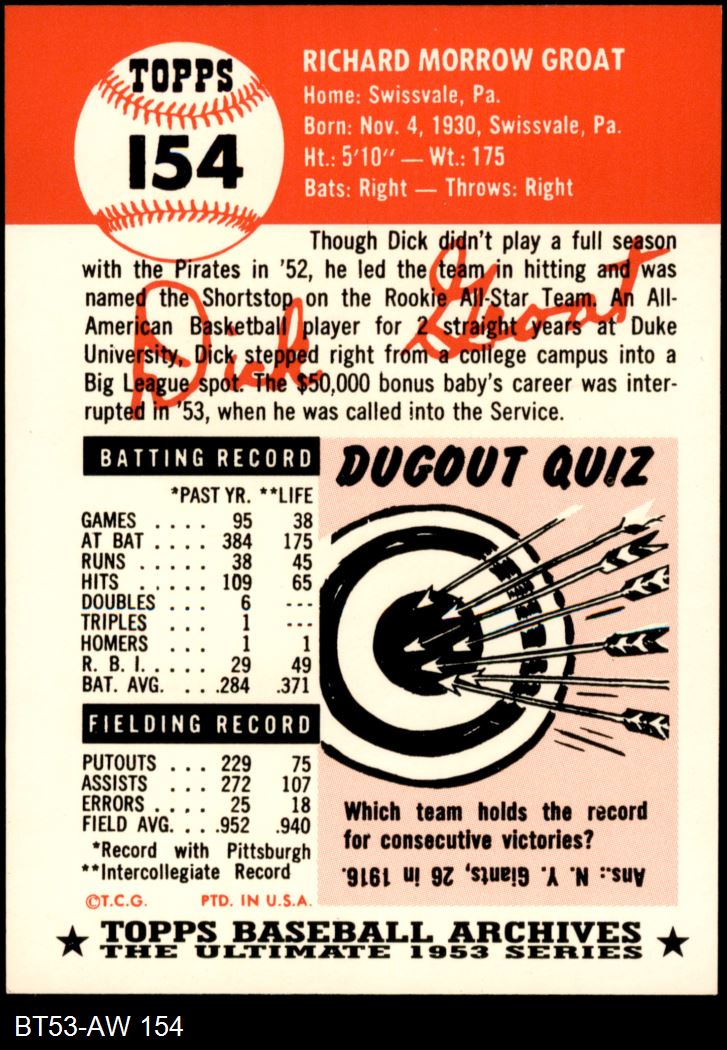 TOPPS
154
RICHARD MORROW GROAT
Home: Swissvale, Pa.
Born: Nov. 4, 1930, Swissvale, Pa.
Ht.: 5'10" — Wt.: 175
Bats: Right — Throws: Right
Though Dick didn't play a full season
with the Pirates in '52, he led the team in hitting and was
named the Shortstop on the Rookie All-Star Team. An All-
American Basketball player for 2 straight years at Duke
University, Dick stepped right from a college campus into a
Big League spot. The $50,000 bonus baby's career was inter-
rupted in '53, when he was called into the Service.
Dick Groat
BATTING RECORD
*PAST YR. **LIFE
GAMES .... 95 38
AT BAT .... 384 175
RUNS .... 38 45
HITS ..... 109 65
DOUBLES ... 6 ---
TRIPLES ... 1 ---
HOMERS ... 1 1
R. B. I. .... 29 49
BAT. AVG. ...284 .371
FIELDING RECORD
PUTOUTS ... 229 75
ASSISTS ... 272 107
ERRORS .... 25 18
FIELD AVG. ...952 .940
*Record with Pittsburgh
**Intercollegiate Record
©T.C.G. PTD. IN U.S.A.
DUGOUT QUIZ
Which team holds the record
for consecutive victories?
Ans.: N. Y. Giants, 26 in 1916.
★ TOPPS BASEBALL ARCHIVES ★
THE ULTIMATE 1953 SERIES
BT53-AW 154